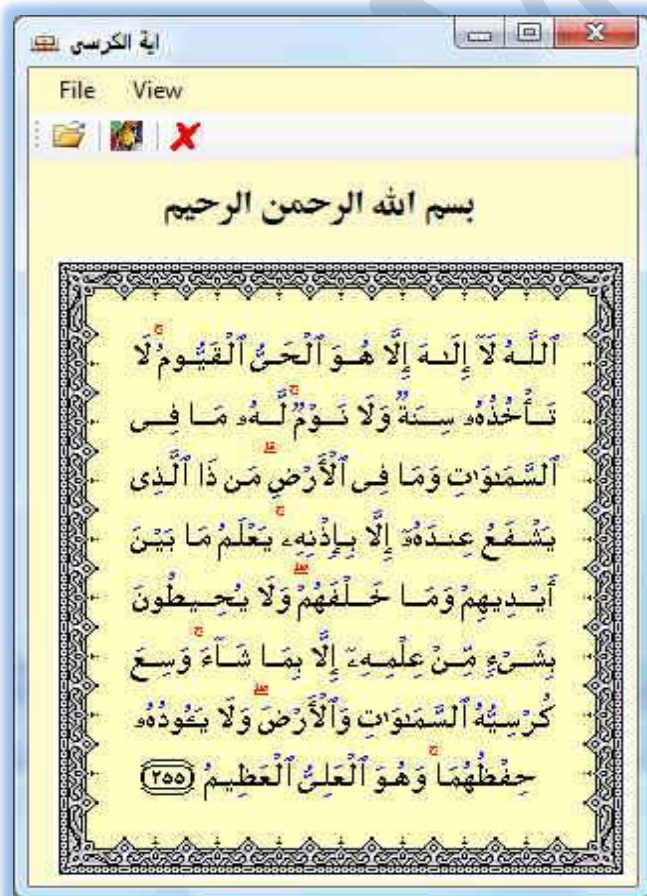 اية الكرسي
File View
بسم الله الرحمن الرحيم
ٱللَّهُ لَآ إِلَٰهَ إِلَّا هُوَ ٱلْحَىُّ ٱلْقَيُّومُ ۚ لَا
تَأْخُذُهُۥ سِنَةٌ وَلَا نَوْمٌ ۚ لَّهُۥ مَا فِى
ٱلسَّمَٰوَٰتِ وَمَا فِى ٱلْأَرْضِ ۗ مَن ذَا ٱلَّذِى
يَشْفَعُ عِندَهُۥٓ إِلَّا بِإِذْنِهِۦ ۚ يَعْلَمُ مَا بَيْنَ
أَيْدِيهِمْ وَمَا خَلْفَهُمْ ۖ وَلَا يُحِيطُونَ
بِشَىْءٍ مِّنْ عِلْمِهِۦٓ إِلَّا بِمَا شَآءَ ۚ وَسِعَ
كُرْسِيُّهُ ٱلسَّمَٰوَٰتِ وَٱلْأَرْضَ ۖ وَلَا يَـُٔودُهُۥ
حِفْظُهُمَا ۚ وَهُوَ ٱلْعَلِىُّ ٱلْعَظِيمُ ﴿٢٥٥﴾